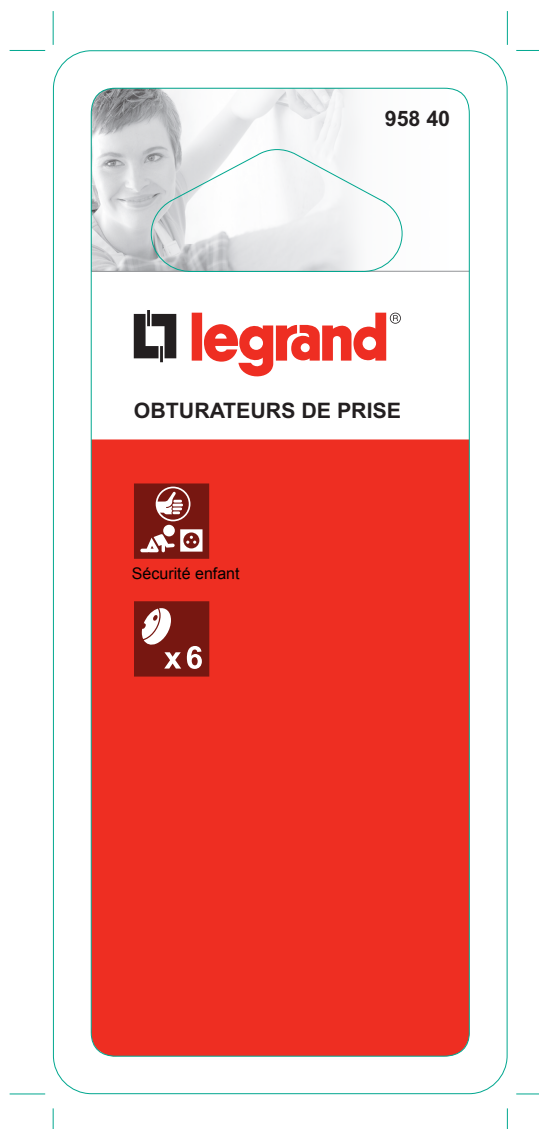 958 40
legrand®
OBTURATEURS DE PRISE
Sécurité enfant
x 6